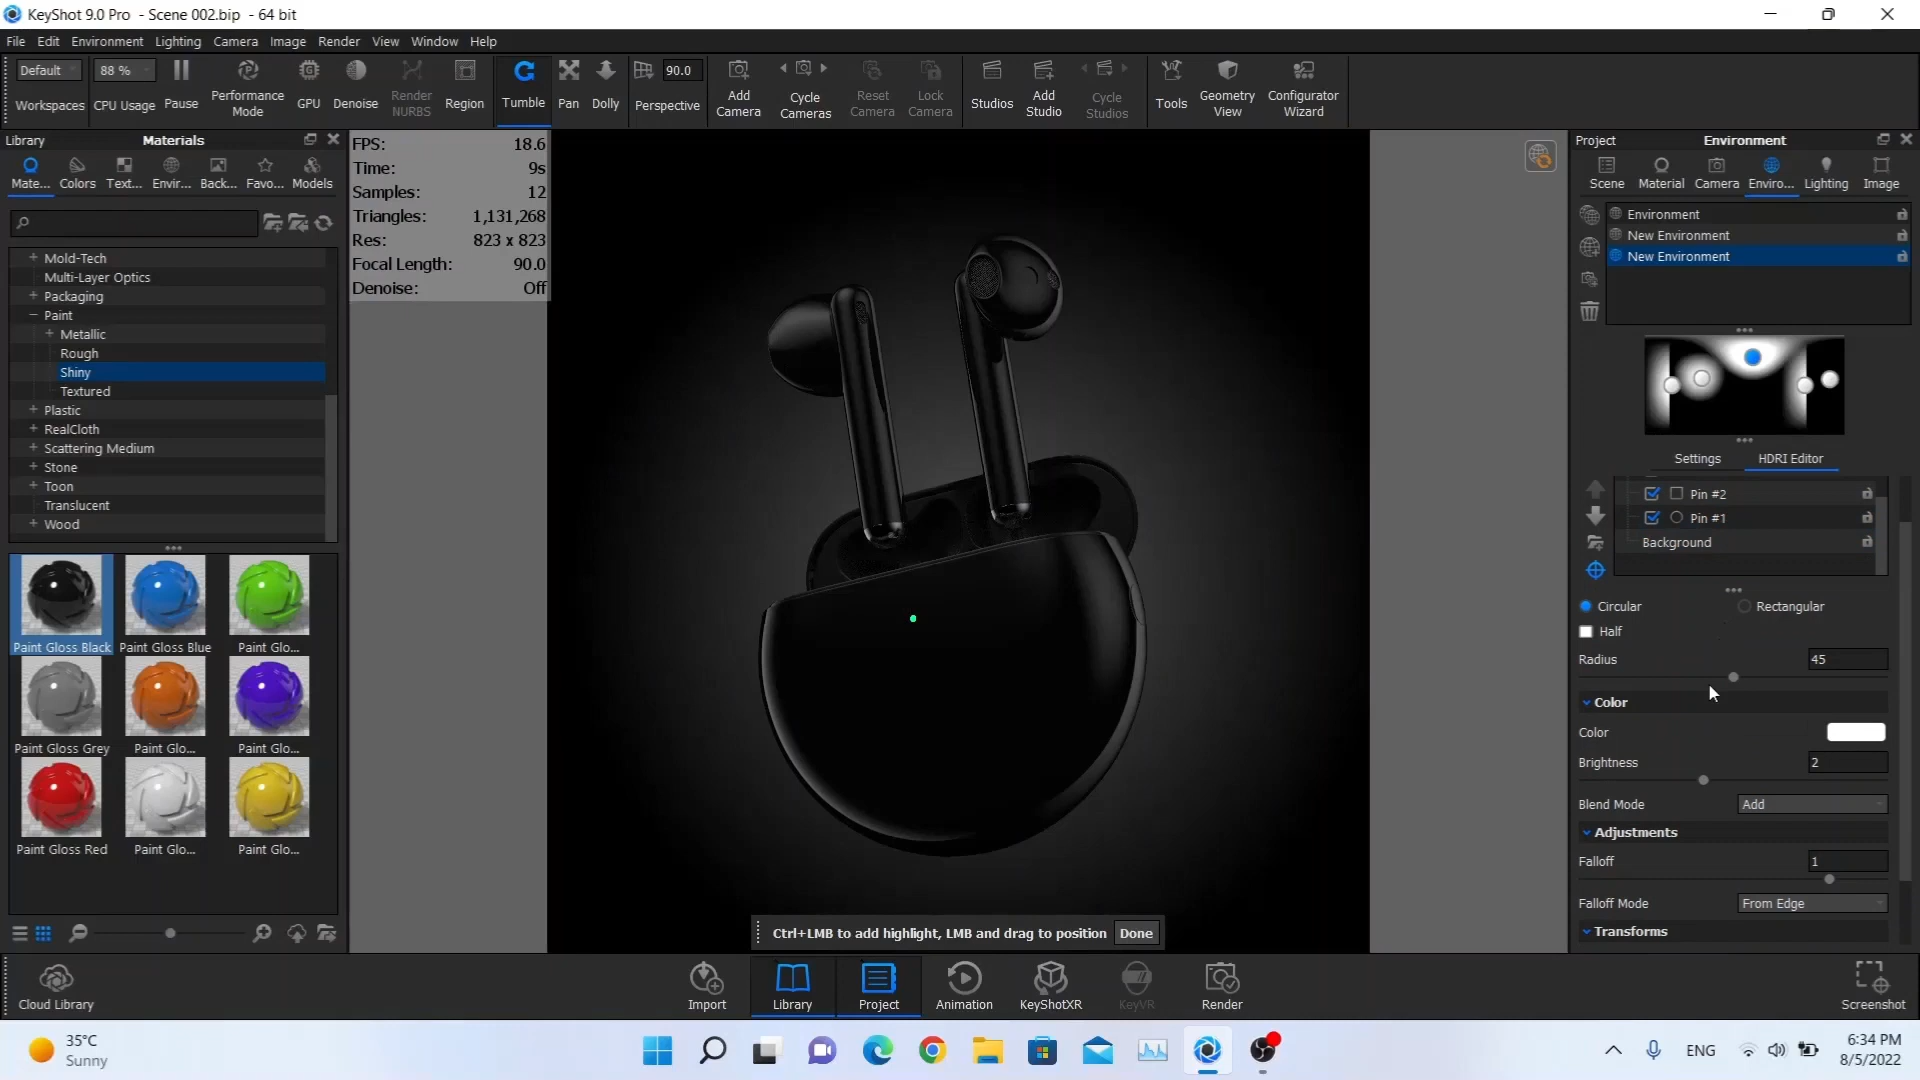 KeyShot 9.0 Pro - Scene 002.bip - 64 bit
File Edit Environment Lighting Camera Image Render View Window Help
Default 88 % 90.0
Workspaces CPU Usage Pause Performance Mode GPU Denoise Render NURBS Region Tumble Pan Dolly Perspective Add Camera Cycle Cameras Reset Camera Lock Camera Studios Add Studio Cycle Studios Tools Geometry View Configurator Wizard
Library Materials
Mate... Colors Text... Envir... Back... Favo... Models
Mold-Tech
Multi-Layer Optics
Packaging
Paint
Metallic
Rough
Shiny
Textured
Plastic
RealCloth
Scattering Medium
Stone
Toon
Translucent
Wood
Paint Gloss Black Paint Gloss Blue Paint Glo...
Paint Gloss Grey Paint Glo... Paint Glo...
Paint Gloss Red Paint Glo... Paint Glo...
FPS: 18.6
Time: 9s
Samples: 12
Triangles: 1,131,268
Res: 823 x 823
Focal Length: 90.0
Denoise: Off
Ctrl+LMB to add highlight, LMB and drag to position Done
Project Environment
Scene Material Camera Enviro... Lighting Image
Environment
New Environment
New Environment
Settings HDRI Editor
Pin #2
Pin #1
Background
Circular Rectangular
Half
Radius 45
Color
Color
Brightness 2
Blend Mode Add
Adjustments
Falloff 1
Falloff Mode From Edge
Transforms
Cloud Library Import Library Project Animation KeyShotXR KeyVR Render Screenshot
35°C
Sunny
ENG
6:34 PM
8/5/2022